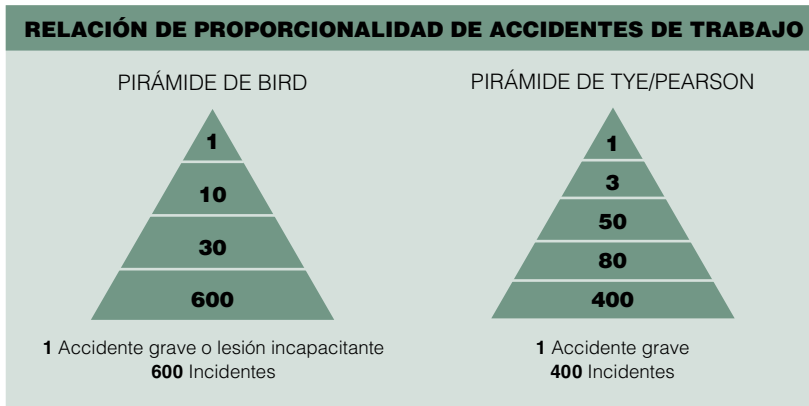 RELACIÓN DE PROPORCIONALIDAD DE ACCIDENTES DE TRABAJO
PIRÁMIDE DE BIRD
1
10
30
600
1 Accidente grave o lesión incapacitante
600 Incidentes
PIRÁMIDE DE TYE/PEARSON
1
3
50
80
400
1 Accidente grave
400 Incidentes